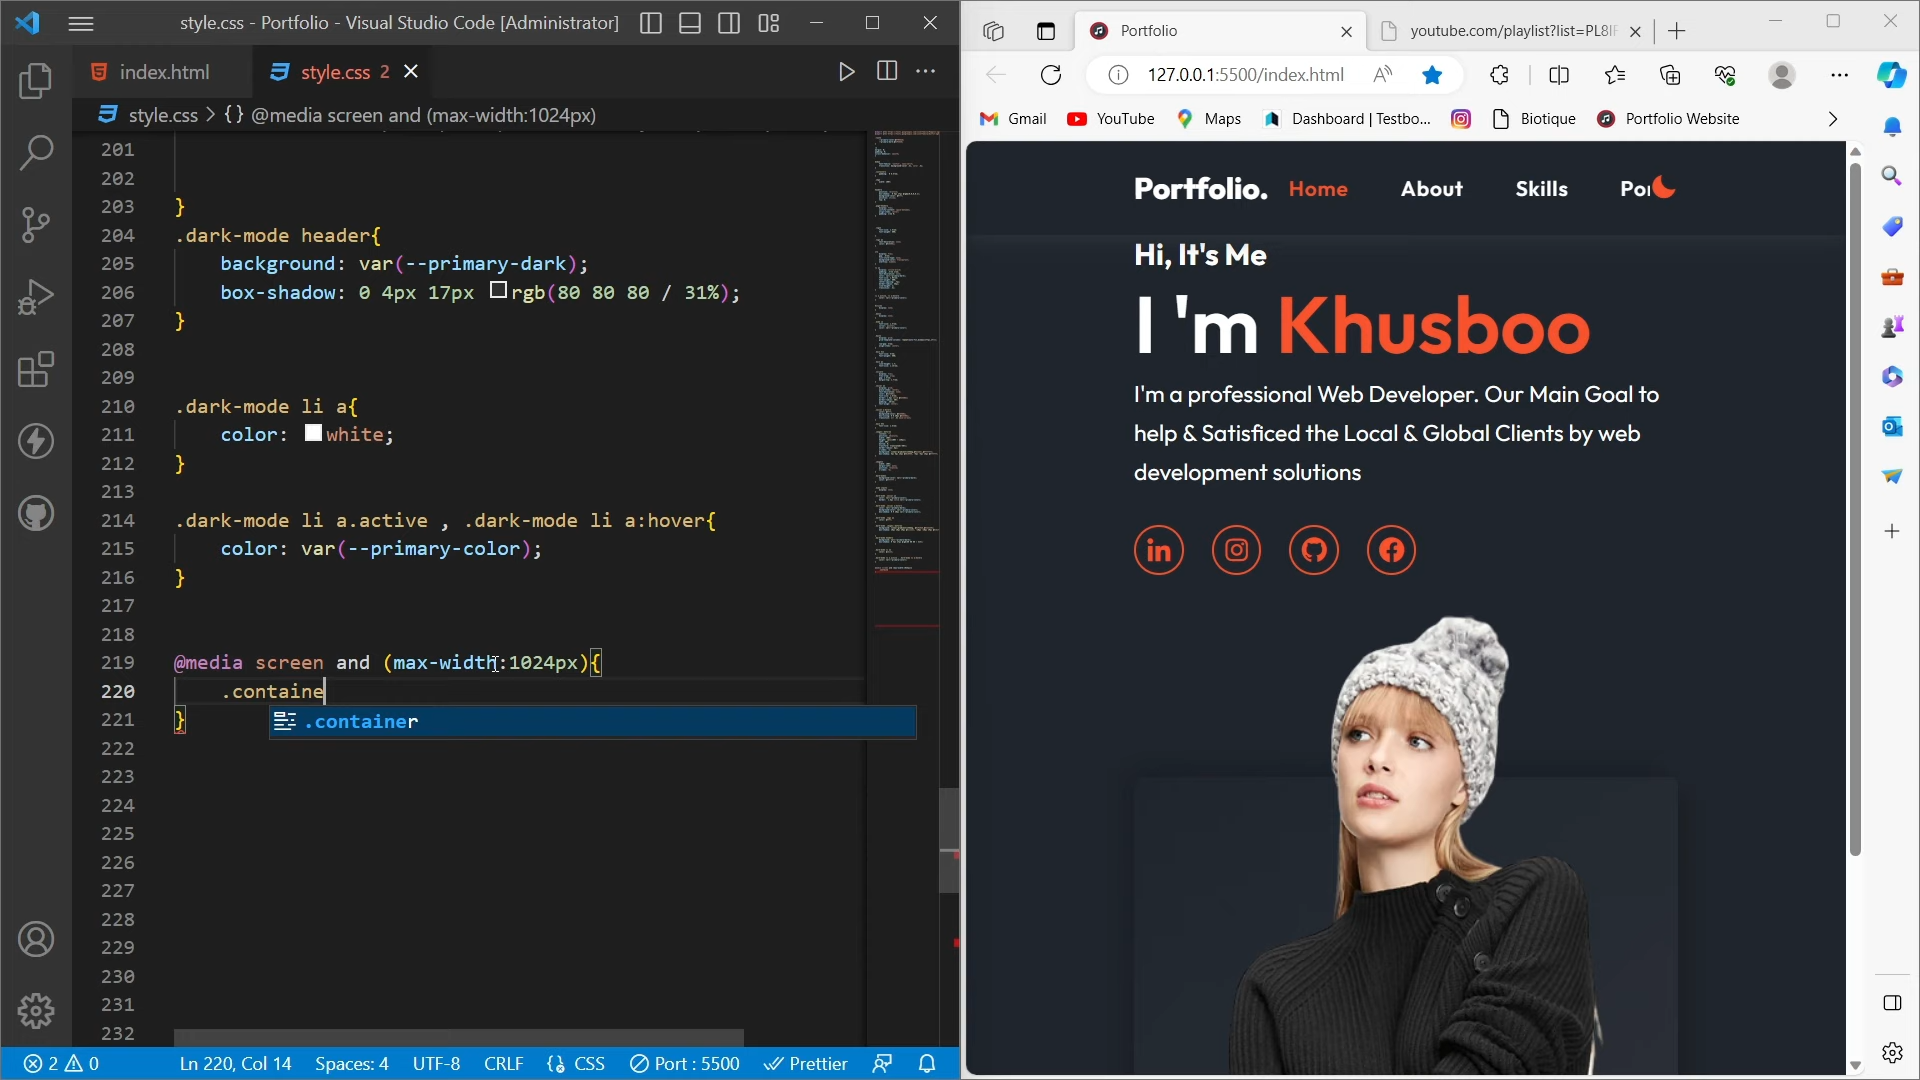 style.css - Portfolio - Visual Studio Code [Administrator]
index.html
style.css 2
style.css > {} @media screen and (max-width:1024px)
201
202
203 }
204 .dark-mode header{
205 background: var(--primary-dark);
206 box-shadow: 0 4px 17px rgb(80 80 80 / 31%);
207 }
208
209
210 .dark-mode li a{
211 color: white;
212 }
213
214 .dark-mode li a.active , .dark-mode li a:hover{
215 color: var(--primary-color);
216 }
217
218
219 @media screen and (max-width:1024px){
220 .containe
221 }
.container
222
223
224
225
226
227
228
229
230
231
232
2 0 Ln 220, Col 14 Spaces: 4 UTF-8 CRLF {} CSS Port : 5500 Prettier
Portfolio
youtube.com/playlist?list=PL8IF
127.0.0.1:5500/index.html
Gmail YouTube Maps Dashboard | Testbo... Biotique Portfolio Website
Portfolio. Home About Skills Por
Hi, It's Me
I 'm Khusboo
I'm a professional Web Developer. Our Main Goal to
help & Satisficed the Local & Global Clients by web
development solutions